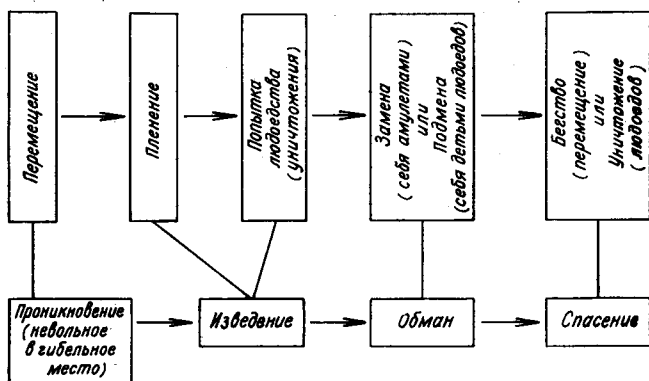 Перемещение
Пленение
Попытка
людоедства
(уничтожения)
Замена
(себя амулетами)
или
Подмена
(себя детьми людоедов)
Бегство
(перемещение)
или
Уничтожение
(людоедов)
Проникновение
(невольное
в гибельное
место)
Изведение
Обман
Спасение